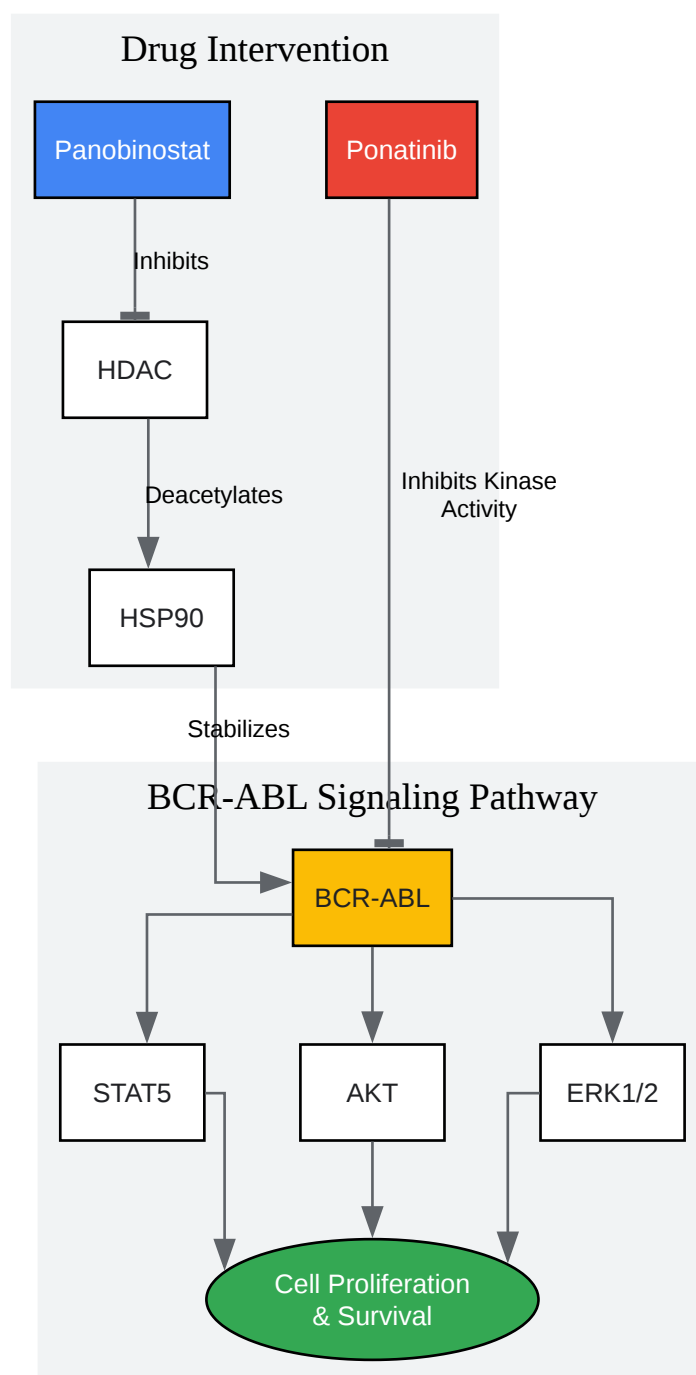 Drug Intervention
Panobinostat
Ponatinib
Inhibits
HDAC
Inhibits Kinase
Activity
Deacetylates
HSP90
Stabilizes
BCR-ABL Signaling Pathway
BCR-ABL
STAT5
AKT
ERK1/2
Cell Proliferation
& Survival